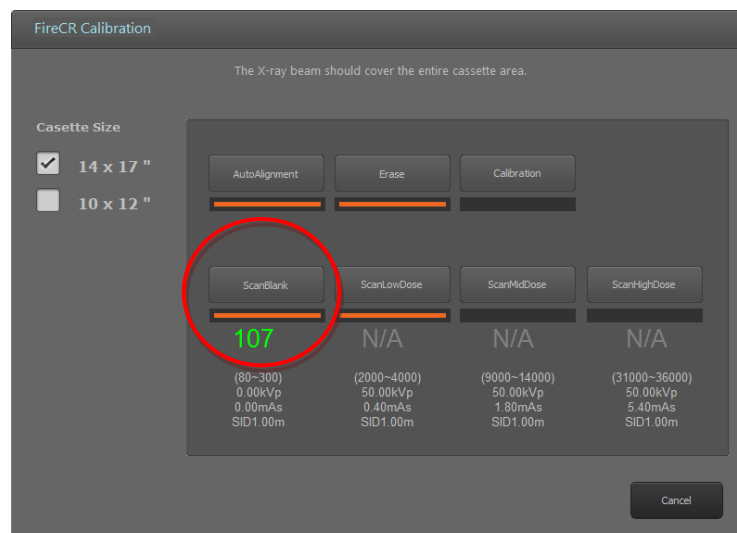 FireCR Calibration
The X-ray beam should cover the entire cassette area.
Casette Size
14 x 17 "
10 x 12 "
AutoAlignment Erase Calibration
ScanBlank ScanLowDose ScanMidDose ScanHighDose
107 N/A N/A N/A
(80~300) (2000~4000) (9000~14000) (31000~36000)
0.00kVp 50.00kVp 50.00kVp 50.00kVp
0.00mAs 0.40mAs 1.80mAs 5.40mAs
SID1.00m SID1.00m SID1.00m SID1.00m
Cancel